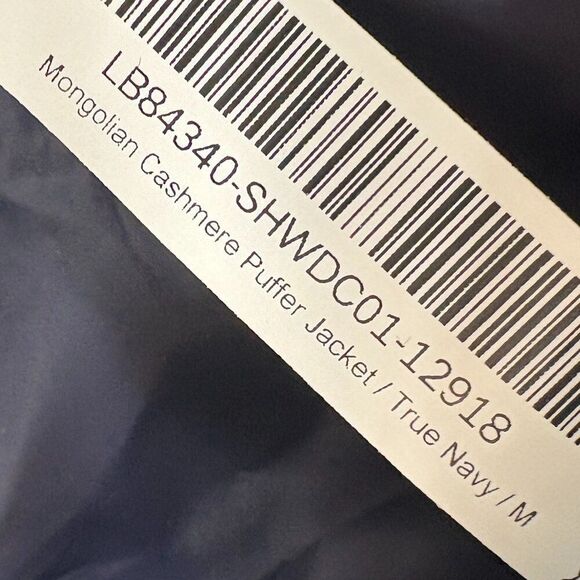 LB84340-SHWDC01-12918
Mongolian Cashmere Puffer Jacket / True Navy / M